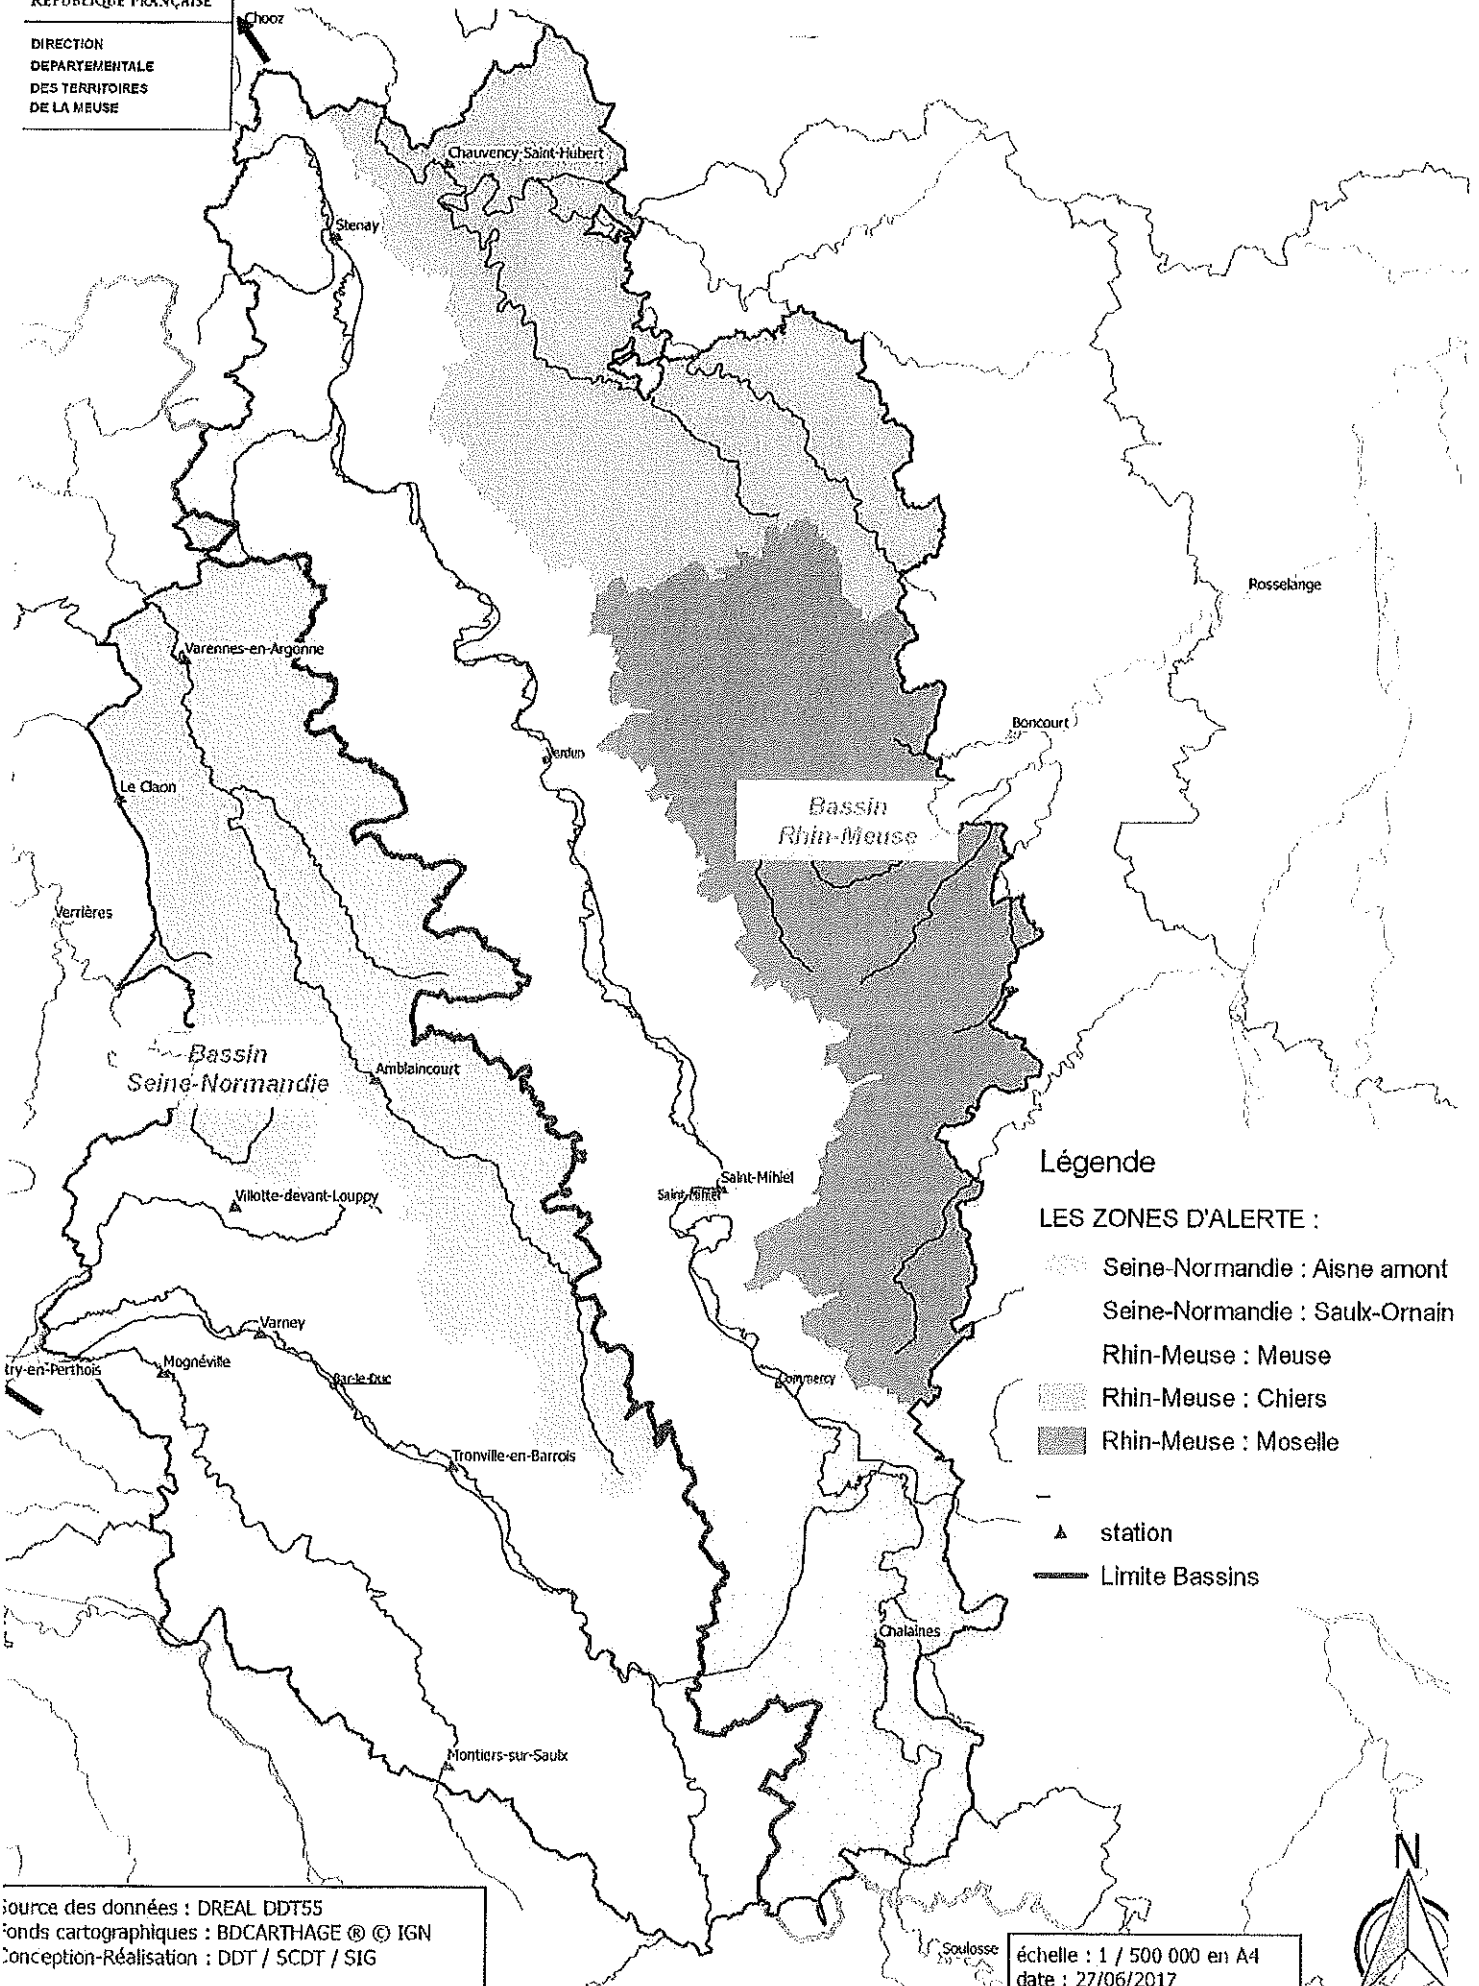 RÉPUBLIQUE FRANÇAISE
DIRECTION
DEPARTEMENTALE
DES TERRITOIRES
DE LA MEUSE
Chooz
Chauvency-Saint-Hubert
Stenay
Rosselange
Varennes-en-Argonne
Boncourt
Verdun
Le Claon
Bassin
Rhin-Meuse
Verrières
Bassin
Seine-Normandie
Amblaincourt
Saint-Mihiel
Saint-Mihiel
Villotte-devant-Louppy
Légende
LES ZONES D'ALERTE :
Seine-Normandie : Aisne amont
Seine-Normandie : Saulx-Ornain
Rhin-Meuse : Meuse
Rhin-Meuse : Chiers
Rhin-Meuse : Moselle
station
Limite Bassins
Varney
Mognéville
try-en-Perthois
Bar-le-Duc
Commercy
Tronville-en-Barrois
Chalaines
Montiers-sur-Saulx
Soulosse
N
Source des données : DREAL DDT55
Fonds cartographiques : BDCARTHAGE ® © IGN
Conception-Réalisation : DDT / SCDT / SIG
échelle : 1 / 500 000 en A4
date : 27/06/2017